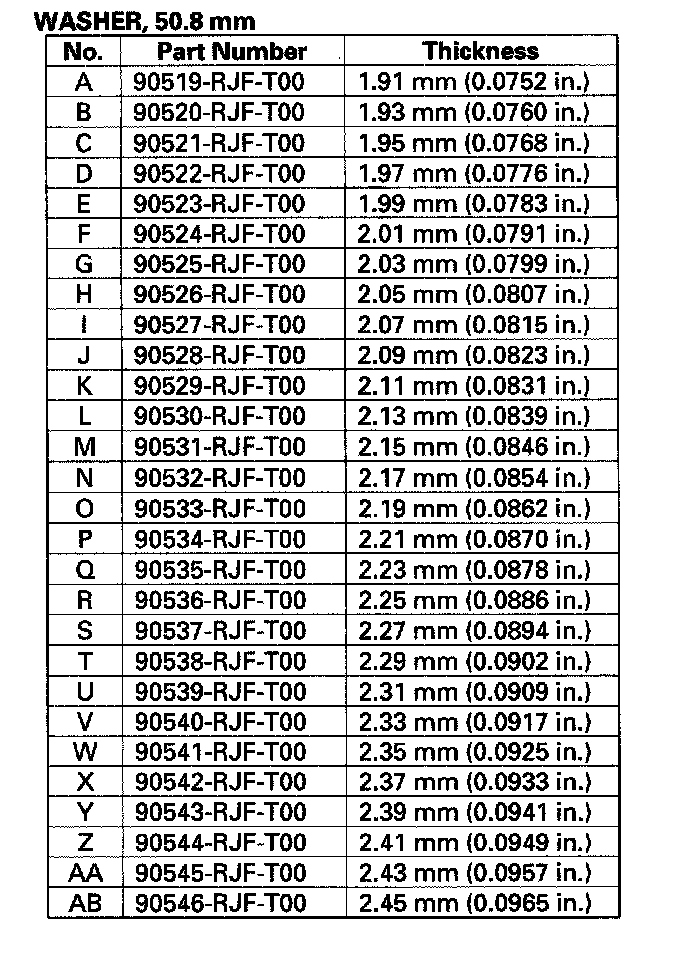 WASHER, 50.8 mm
No. Part Number Thickness
A 90519-RJF-T00 1.91 mm (0.0752 in.)
B 90520-RJF-T00 1.93 mm (0.0760 in.)
C 90521-RJF-T00 1.95 mm (0.0768 in.)
D 90522-RJF-T00 1.97 mm (0.0776 in.)
E 90523-RJF-T00 1.99 mm (0.0783 in.)
F 90524-RJF-T00 2.01 mm (0.0791 in.)
G 90525-RJF-T00 2.03 mm (0.0799 in.)
H 90526-RJF-T00 2.05 mm (0.0807 in.)
I 90527-RJF-T00 2.07 mm (0.0815 in.)
J 90528-RJF-T00 2.09 mm (0.0823 in.)
K 90529-RJF-T00 2.11 mm (0.0831 in.)
L 90530-RJF-T00 2.13 mm (0.0839 in.)
M 90531-RJF-T00 2.15 mm (0.0846 in.)
N 90532-RJF-T00 2.17 mm (0.0854 in.)
O 90533-RJF-T00 2.19 mm (0.0862 in.)
P 90534-RJF-T00 2.21 mm (0.0870 in.)
Q 90535-RJF-T00 2.23 mm (0.0878 in.)
R 90536-RJF-T00 2.25 mm (0.0886 in.)
S 90537-RJF-T00 2.27 mm (0.0894 in.)
T 90538-RJF-T00 2.29 mm (0.0902 in.)
U 90539-RJF-T00 2.31 mm (0.0909 in.)
V 90540-RJF-T00 2.33 mm (0.0917 in.)
W 90541-RJF-T00 2.35 mm (0.0925 in.)
X 90542-RJF-T00 2.37 mm (0.0933 in.)
Y 90543-RJF-T00 2.39 mm (0.0941 in.)
Z 90544-RJF-T00 2.41 mm (0.0949 in.)
AA 90545-RJF-T00 2.43 mm (0.0957 in.)
AB 90546-RJF-T00 2.45 mm (0.0965 in.)